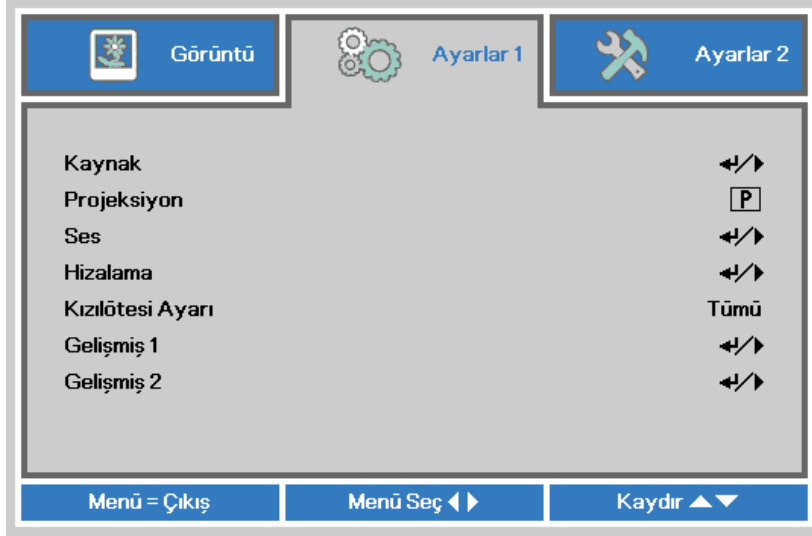 Görüntü
Ayarlar 1
Ayarlar 2
Kaynak ↵/▶
Projeksiyon P
Ses ↵/▶
Hizalama ↵/▶
Kızılötesi Ayarı Tümü
Gelişmiş 1 ↵/▶
Gelişmiş 2 ↵/▶
Menü = Çıkış
Menü Seç ◀▶
Kaydır ▲▼